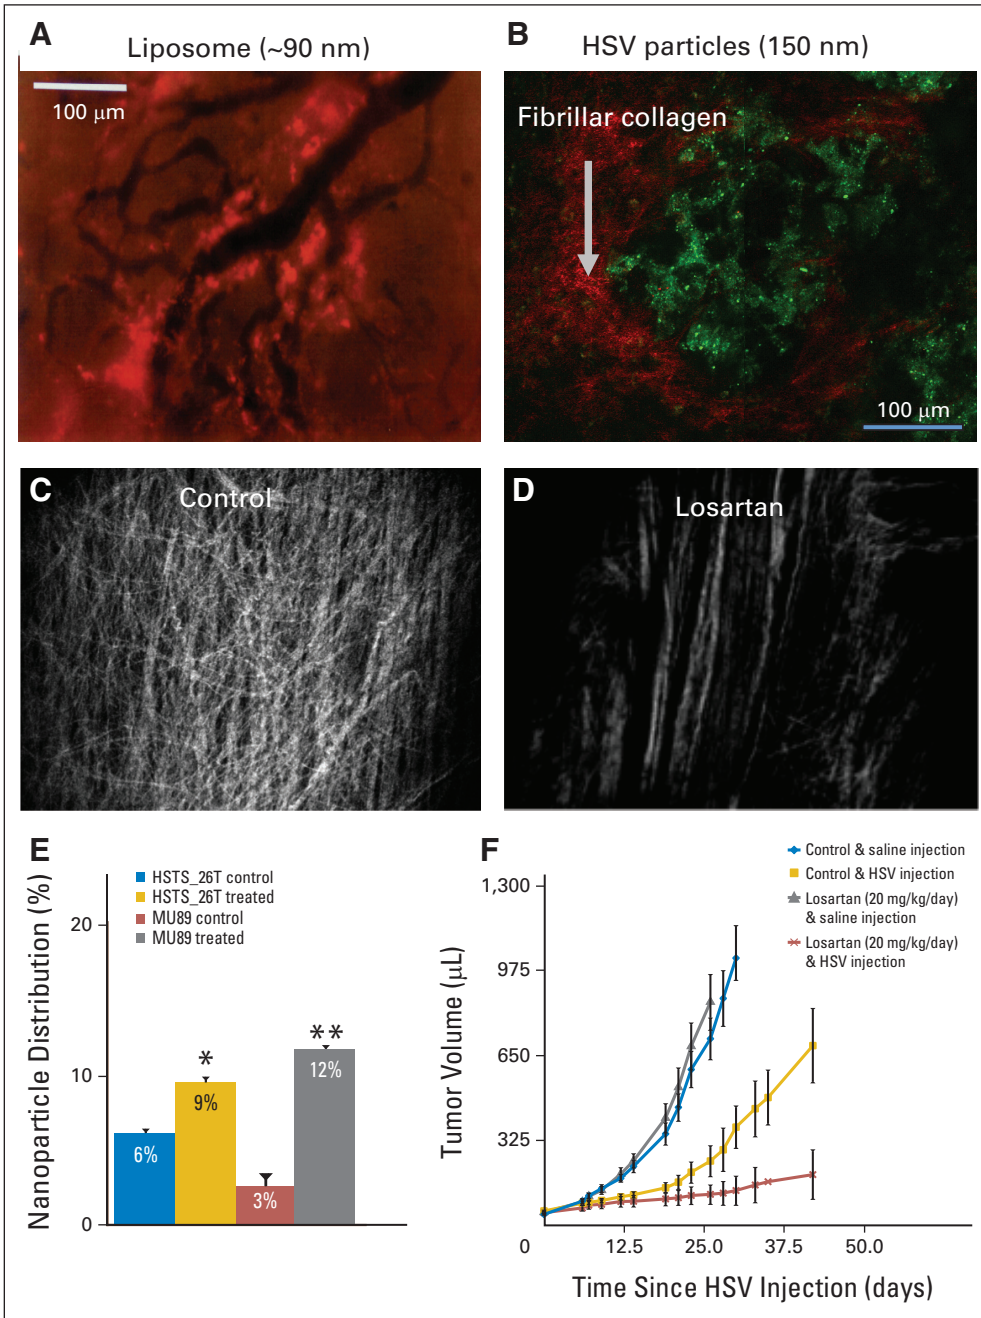 A
Liposome (~90 nm)
100 μm
B
HSV particles (150 nm)
Fibrillar collagen
100 μm
C
Control
D
Losartan
E
Nanoparticle Distribution (%)
20
10
0
HSTS_26T control
HSTS_26T treated
MU89 control
MU89 treated
6%
*
9%
3%
**
12%
F
Control & saline injection
Control & HSV injection
Losartan (20 mg/kg/day)
& saline injection
Losartan (20 mg/kg/day)
& HSV injection
Tumor Volume (μL)
1,300
975
650
325
0
12.5
25.0
37.5
50.0
Time Since HSV Injection (days)